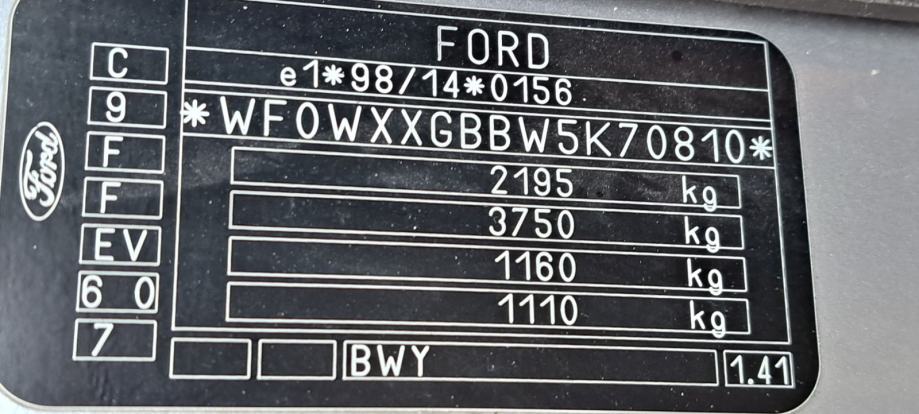 FORD
e1*98/14*0156
*WF0WXXGBBW5K70810*
2195 kg
3750 kg
1160 kg
1110 kg
C
9
F
F
EV
6 0
7
Ford
BWY
1.41